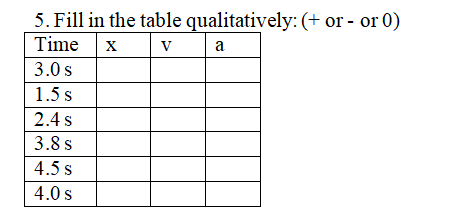 5. Fill in the table qualitatively: (+ or - or 0)
Time x v a
3.0 s
1.5 s
2.4 s
3.8 s
4.5 s
4.0 s